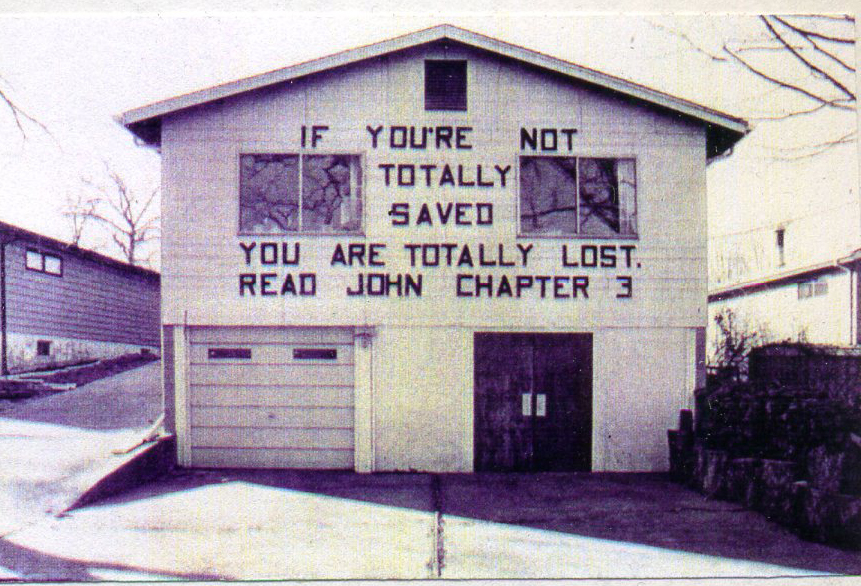 IF YOU'RE NOT
TOTALLY
SAVED
YOU ARE TOTALLY LOST.
READ JOHN CHAPTER 3